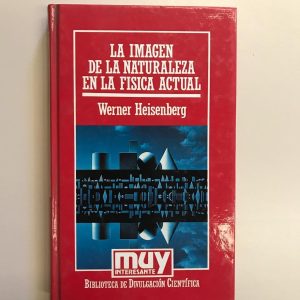 LA IMAGEN
DE LA NATURALEZA
EN LA FISICA ACTUAL
Werner Heisenberg
muy
INTERESANTE
BIBLIOTECA DE DIVULGACIÓN CIENTÍFICA